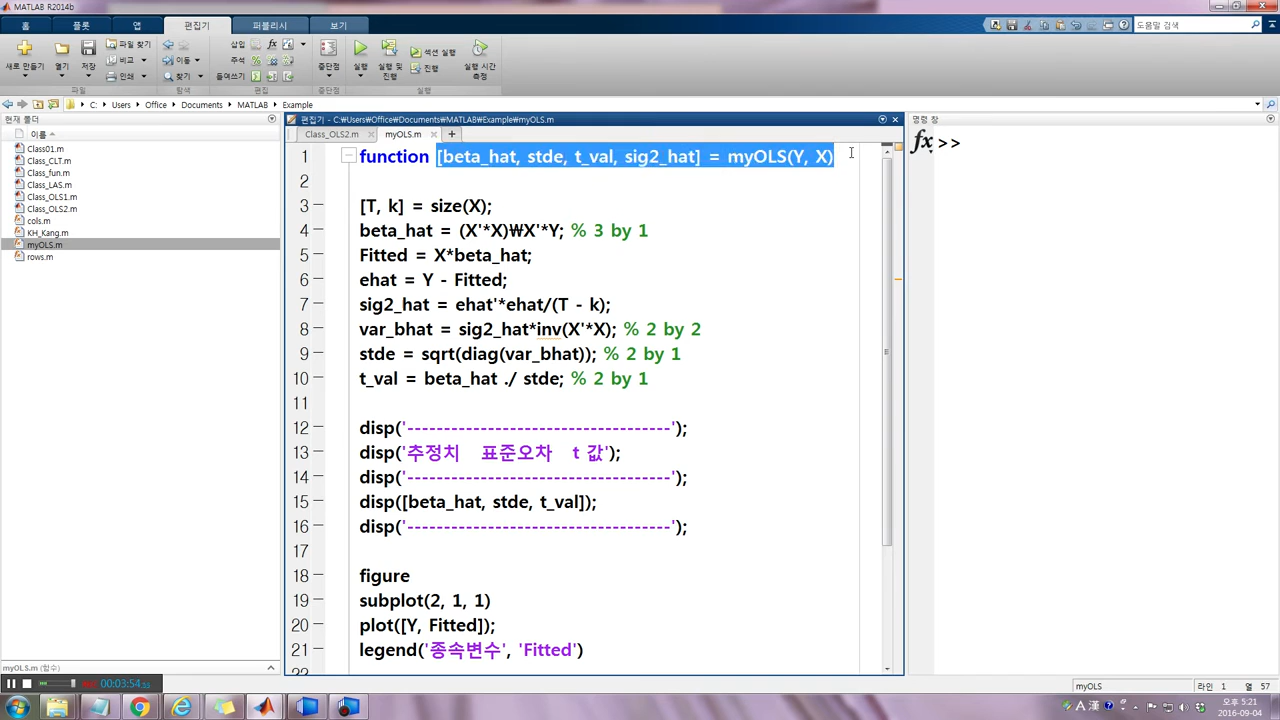 MATLAB R2014b
홈 플롯 앱 편집기 퍼블리시 보기
도움말 검색
새로 만들기 열기 저장 파일 찾기 비교 인쇄
이동 찾기
삽입 주석 들여쓰기
중단점 실행 실행 및 진행 섹션 실행 진행 실행 시간 측정
파일 탐색 편집 중단점 실행
C: Users Office Documents MATLAB Example
현재 폴더
이름
Class01.m
Class_CLT.m
Class_fun.m
Class_LAS.m
Class_OLS1.m
Class_OLS2.m
cols.m
KH_Kang.m
myOLS.m
rows.m
myOLS.m (함수)
편집기 - C:₩Users₩Office₩Documents₩MATLAB₩Example₩myOLS.m
Class_OLS2.m myOLS.m
1 function [beta_hat, stde, t_val, sig2_hat] = myOLS(Y, X)
2
3 [T, k] = size(X);
4 beta_hat = (X'*X)₩X'*Y; % 3 by 1
5 Fitted = X*beta_hat;
6 ehat = Y - Fitted;
7 sig2_hat = ehat'*ehat/(T - k);
8 var_bhat = sig2_hat*inv(X'*X); % 2 by 2
9 stde = sqrt(diag(var_bhat)); % 2 by 1
10 t_val = beta_hat ./ stde; % 2 by 1
11
12 disp('------------------------------------');
13 disp('추정치 표준오차 t 값');
14 disp('------------------------------------');
15 disp([beta_hat, stde, t_val]);
16 disp('------------------------------------');
17
18 figure
19 subplot(2, 1, 1)
20 plot([Y, Fitted]);
21 legend('종속변수', 'Fitted')
22
명령 창
fx >>
00:03:54
myOLS 라인 1 열 57
A 漢
오후 5:21
2016-09-04